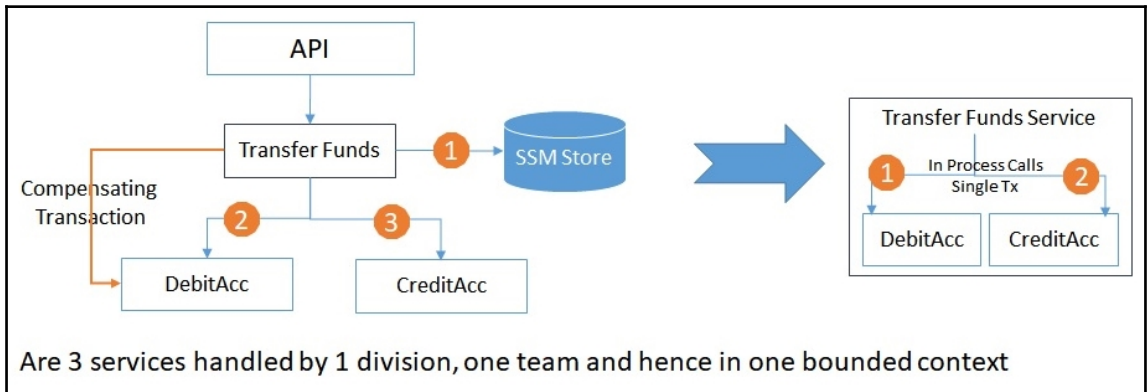 API
Transfer Funds
1
SSM Store
Compensating
Transaction
2
3
DebitAcc
CreditAcc
Transfer Funds Service
1
In Process Calls
Single Tx
2
DebitAcc
CreditAcc
Are 3 services handled by 1 division, one team and hence in one bounded context